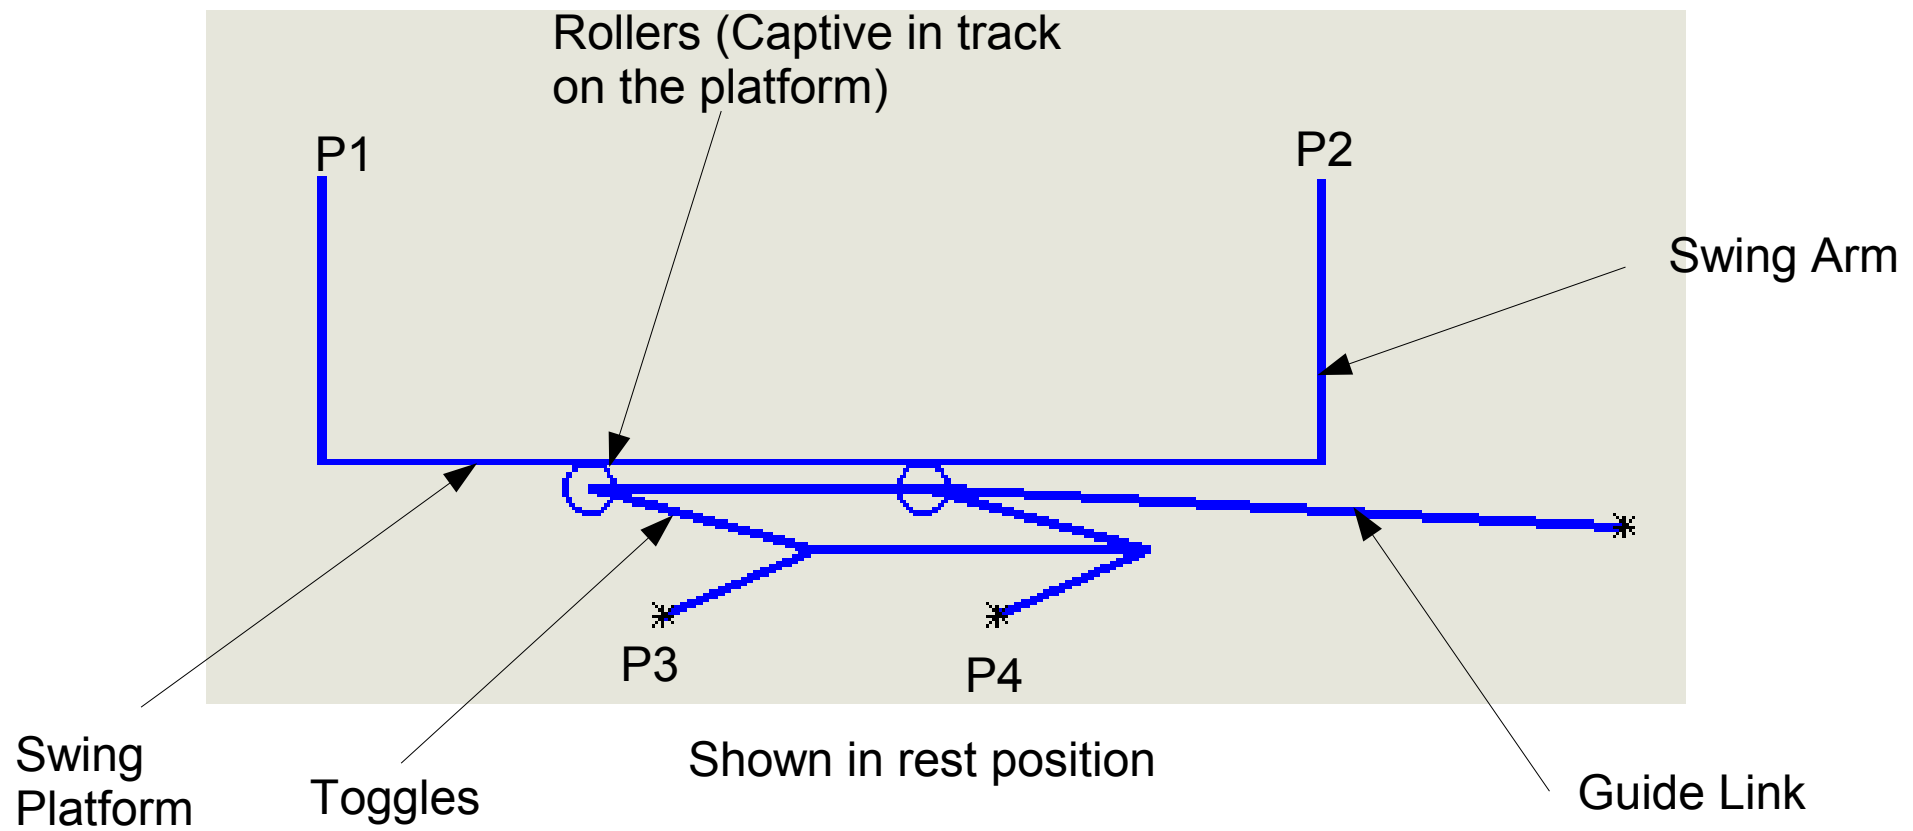 Rollers (Captive in track
on the platform)
P1
P2
Swing Arm
P3
P4
Swing
Platform
Toggles
Shown in rest position
Guide Link